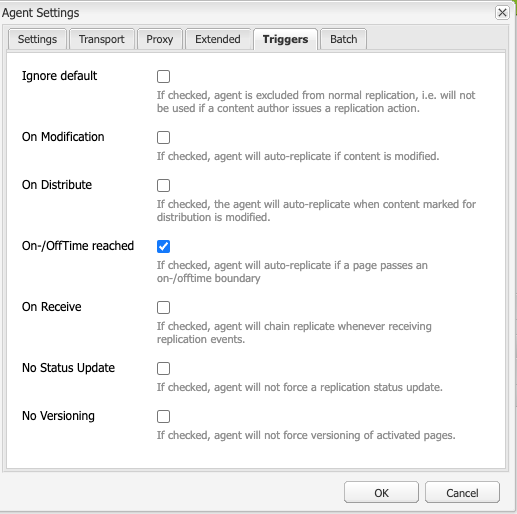 Agent Settings
Settings Transport Proxy Extended Triggers Batch
Ignore default
If checked, agent is excluded from normal replication, i.e. will not
be used if a content author issues a replication action.
On Modification
If checked, agent will auto-replicate if content is modified.
On Distribute
If checked, the agent will auto-replicate when content marked for
distribution is modified.
On-/OffTime reached
If checked, agent will auto-replicate if a page passes an
on-/offtime boundary
On Receive
If checked, agent will chain replicate whenever receiving
replication events.
No Status Update
If checked, agent will not force a replication status update.
No Versioning
If checked, agent will not force versioning of activated pages.
OK Cancel